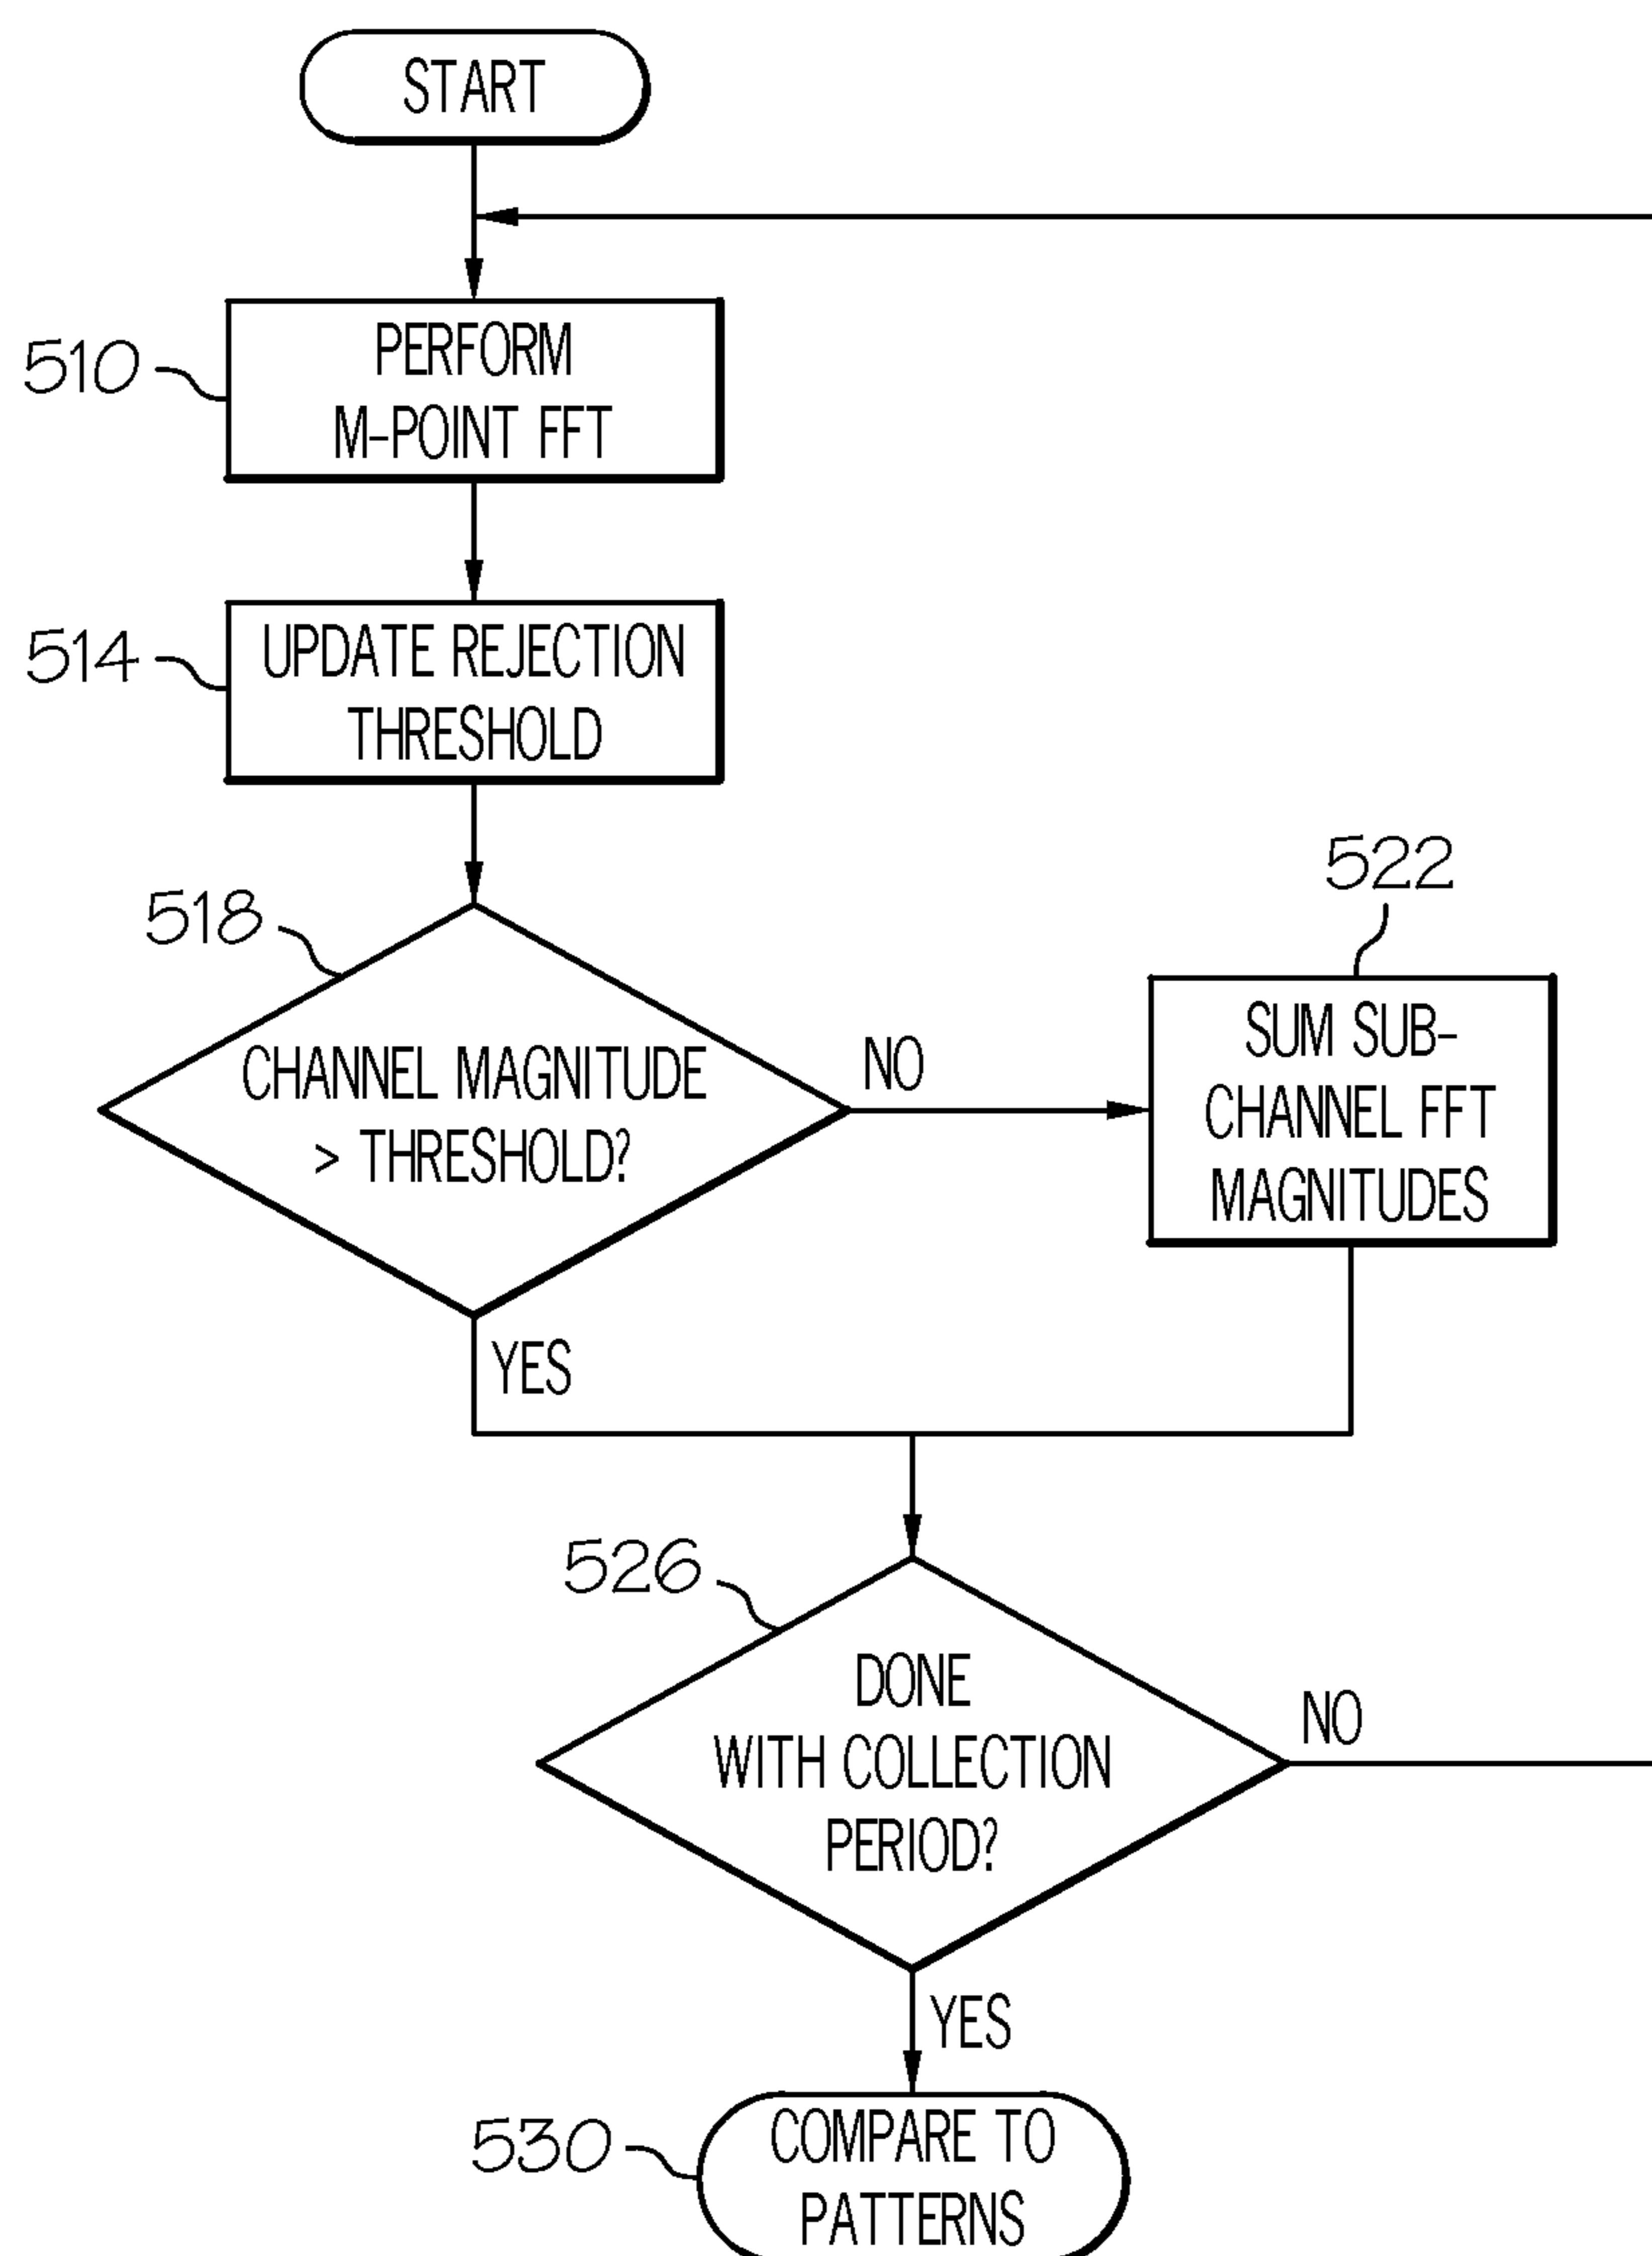 START
510
PERFORM
M-POINT FFT
514
UPDATE REJECTION
THRESHOLD
518
CHANNEL MAGNITUDE
> THRESHOLD?
NO
522
SUM SUB-
CHANNEL FFT
MAGNITUDES
YES
526
DONE
WITH COLLECTION
PERIOD?
NO
YES
530
COMPARE TO
PATTERNS